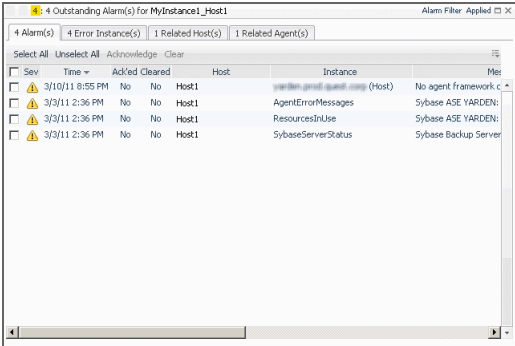 4 : 4 Outstanding Alarm(s) for MyInstance1_Host1 Alarm Filter Applied
4 Alarm(s) 4 Error Instance(s) 1 Related Host(s) 1 Related Agent(s)
Select All Unselect All Acknowledge Clear
Sev Time Ack'ed Cleared Host Instance Mes
3/10/11 8:55 PM No No Host1 (Host) No agent framework c
3/3/11 2:36 PM No No Host1 AgentErrorMessages Sybase ASE YARDEN:
3/3/11 2:36 PM No No Host1 ResourcesInUse Sybase ASE YARDEN:
3/3/11 2:36 PM No No Host1 SybaseServerStatus Sybase Backup Server